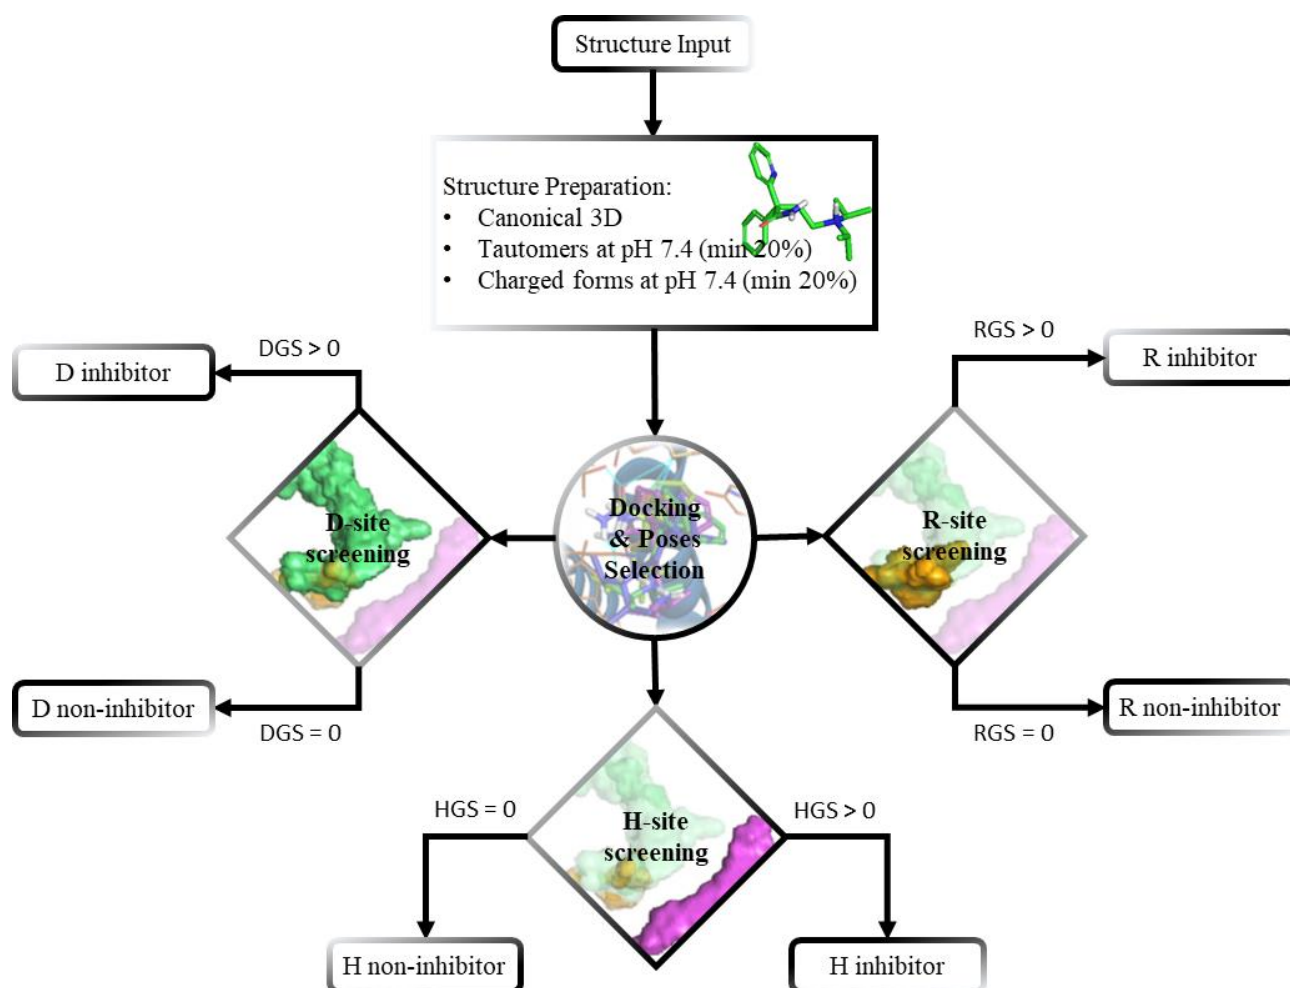 Structure Input
Structure Preparation:
• Canonical 3D
• Tautomers at pH 7.4 (min 20%)
• Charged forms at pH 7.4 (min 20%)
DGS > 0
RGS > 0
D inhibitor
R inhibitor
D-site
screening
Docking
& Poses
Selection
R-site
screening
D non-inhibitor
R non-inhibitor
DGS = 0
RGS = 0
HGS = 0
HGS > 0
H-site
screening
H non-inhibitor
H inhibitor